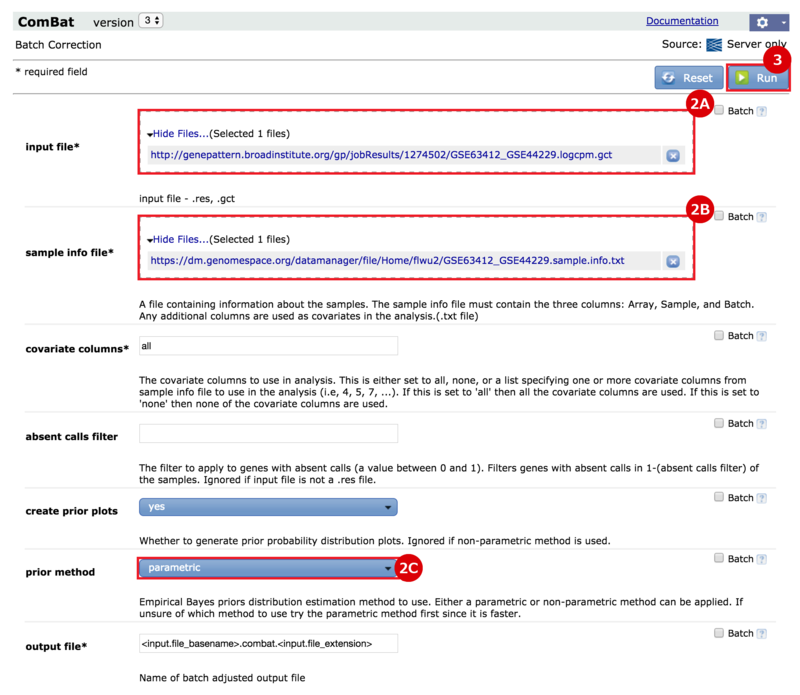 ComBat version 3 Documentation
Batch Correction Source: Server only
* required field Reset Run 3
2A Batch ?
Hide Files...(Selected 1 files)
input file* http://genepattern.broadinstitute.org/gp/jobResults/1274502/GSE63412_GSE44229.logcpm.gct
input file - .res, .gct
2B Batch ?
Hide Files...(Selected 1 files)
sample info file* https://dm.genomespace.org/datamanager/file/Home/flwu2/GSE63412_GSE44229.sample.info.txt
A file containing information about the samples. The sample info file must contain the three columns: Array, Sample, and Batch.
Any additional columns are used as covariates in the analysis.(.txt file)
Batch ?
covariate columns* all
The covariate columns to use in analysis. This is either set to all, none, or a list specifying one or more covariate columns from
sample info file to use in the analysis (i.e, 4, 5, 7, ...). If this is set to 'all' then all the covariate columns are used. If this is set to
'none' then none of the covariate columns are used.
Batch ?
absent calls filter
The filter to apply to genes with absent calls (a value between 0 and 1). Filters genes with absent calls in 1-(absent calls filter) of
the samples. Ignored if input file is not a .res file.
Batch ?
create prior plots yes
Whether to generate prior probability distribution plots. Ignored if non-parametric method is used.
Batch ?
prior method parametric 2C
Empirical Bayes priors distribution estimation method to use. Either a parametric or non-parametric method can be applied. If
unsure of which method to use try the parametric method first since it is faster.
Batch ?
output file* <input.file_basename>.combat.<input.file_extension>
Name of batch adjusted output file